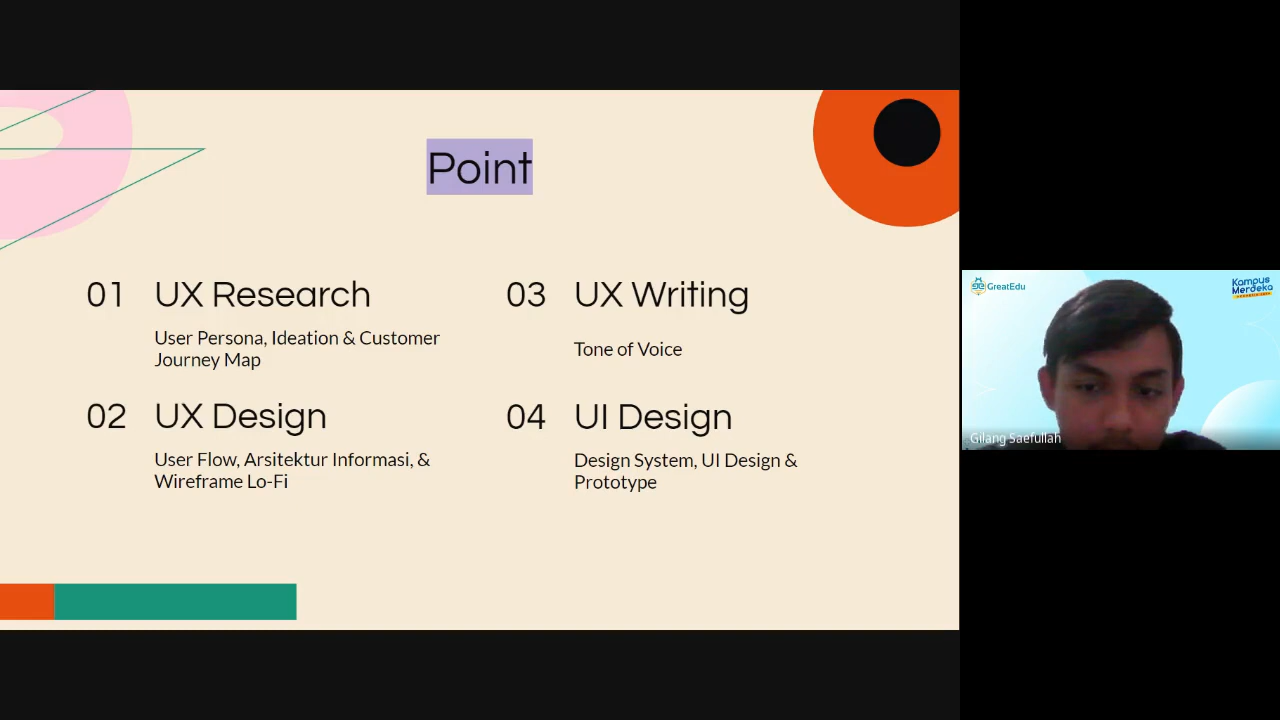 Point
01 UX Research
User Persona, Ideation & Customer
Journey Map
02 UX Design
User Flow, Arsitektur Informasi, &
Wireframe Lo-Fi
03 UX Writing
Tone of Voice
04 UI Design
Design System, UI Design &
Prototype
GreatEdu
Kampus
Merdeka
Gilang Saefullah